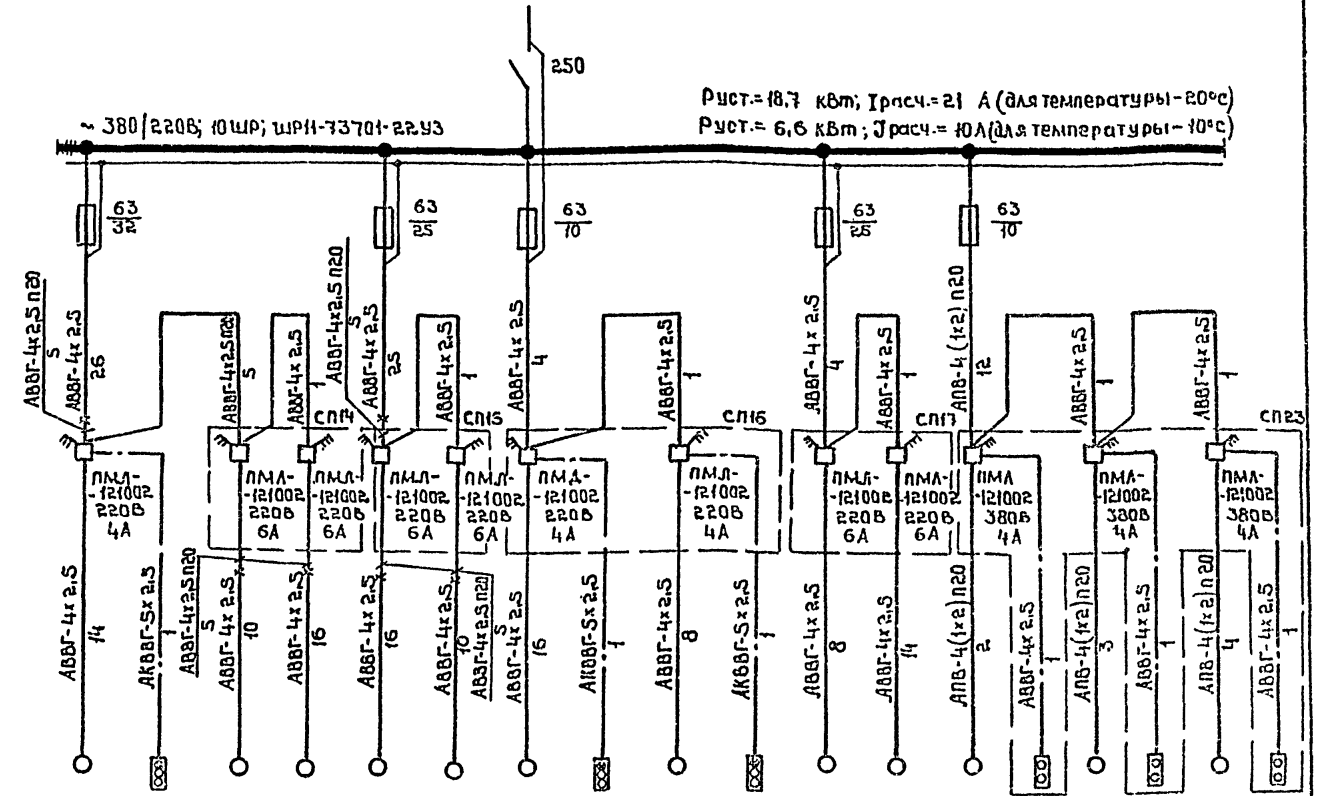 250
Руст.=18,7 кВт; Iрасч.=21 А (для температуры-20°С)
Руст.= 6,6 кВт; Iрасч.= 10А (для температуры-10°С)
~ 380/220В; 10ШР; ШР11-73701-22У3
63
32
63
25
63
10
63
25
63
10
АВВГ-4х2,5 п20
5
АВВГ-4х2,5
26
АВВГ-4х2,5 п20
5
АВВГ-4х2,5
1
АВВГ-4х2,5 п20
5
АВВГ-4х2,5
25
1
АВВГ-4х2,5
4
АВВГ-4х2,5
1
АВВГ-4х2,5
4
АВВГ-4х2,5
1
АПВ-4(1х2)п20
12
АВВГ-4х2,5
1
АВВГ-4х2,5
1
СП14
СП15
СП16
СП17
СП23
ПМЛ-
-121002
220В
4А
ПМЛ-
-121002
220В
6А
ПМЛ-
-121002
220В
6А
ПМЛ-
-121002
220В
6А
ПМЛ-
-121002
220В
6А
ПМЛ-
-121002
220В
4А
ПМЛ-
-121002
220В
4А
ПМЛ-
-121002
220В
6А
ПМЛ-
-121002
220В
6А
ПМЛ
-121002
380В
4А
ПМЛ-
-121002
380В
4А
ПМЛ-
-121002
380В
4А
АВВГ-4х2,5
14
АКВВГ-5х2,5
1
АВВГ-4х2,5 п20
5
АВВГ-4х2,5
10
АВВГ-4х2,5
16
АВВГ-4х2,5
16
АВВГ-4х2,5
10
АВВГ-4х2,5 п20
5
АВВГ-4х2,5
16
АКВВГ-5х2,5
1
АВВГ-4х2,5
8
АКВВГ-5х2,5
1
АВВГ-4х2,5
8
АВВГ-4х2,5
14
АПВ-4(1х2)п20
2
АВВГ-4х2,5
1
АПВ-4(1х2)п20
3
АВВГ-4х2,5
1
АПВ-4(1х2)п20
4
АВВГ-4х2,5
1